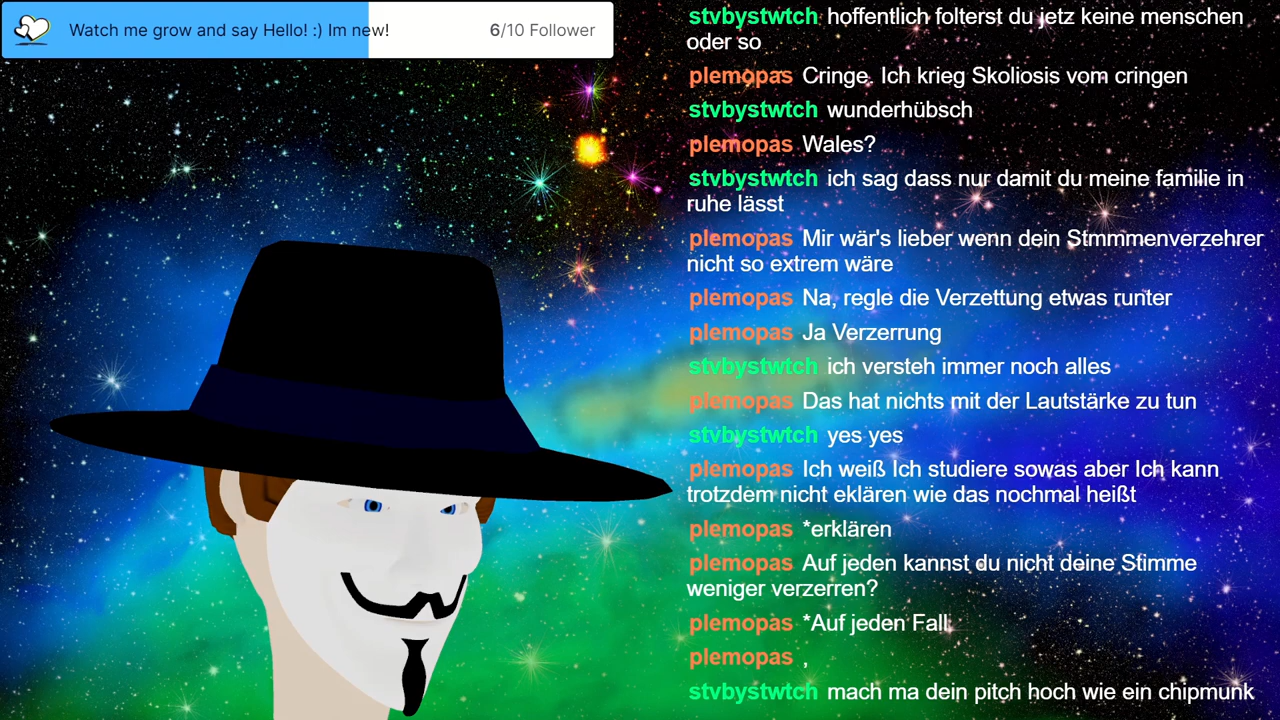 Watch me grow and say Hello! :) Im new!
6/10 Follower
stvbystwtch hoffentlich folterst du jetz keine menschen
oder so
plemopas Cringe. Ich krieg Skoliosis vom cringen
stvbystwtch wunderhübsch
plemopas Wales?
stvbystwtch ich sag dass nur damit du meine familie in
ruhe lässt
plemopas Mir wär's lieber wenn dein Stmmmenverzehrer
nicht so extrem wäre
plemopas Na, regle die Verzettung etwas runter
plemopas Ja Verzerrung
stvbystwtch ich versteh immer noch alles
plemopas Das hat nichts mit der Lautstärke zu tun
stvbystwtch yes yes
plemopas Ich weiß Ich studiere sowas aber Ich kann
trotzdem nicht eklären wie das nochmal heißt
plemopas *erklären
plemopas Auf jeden kannst du nicht deine Stimme
weniger verzerren?
plemopas *Auf jeden Fall
plemopas ,
stvbystwtch mach ma dein pitch hoch wie ein chipmunk